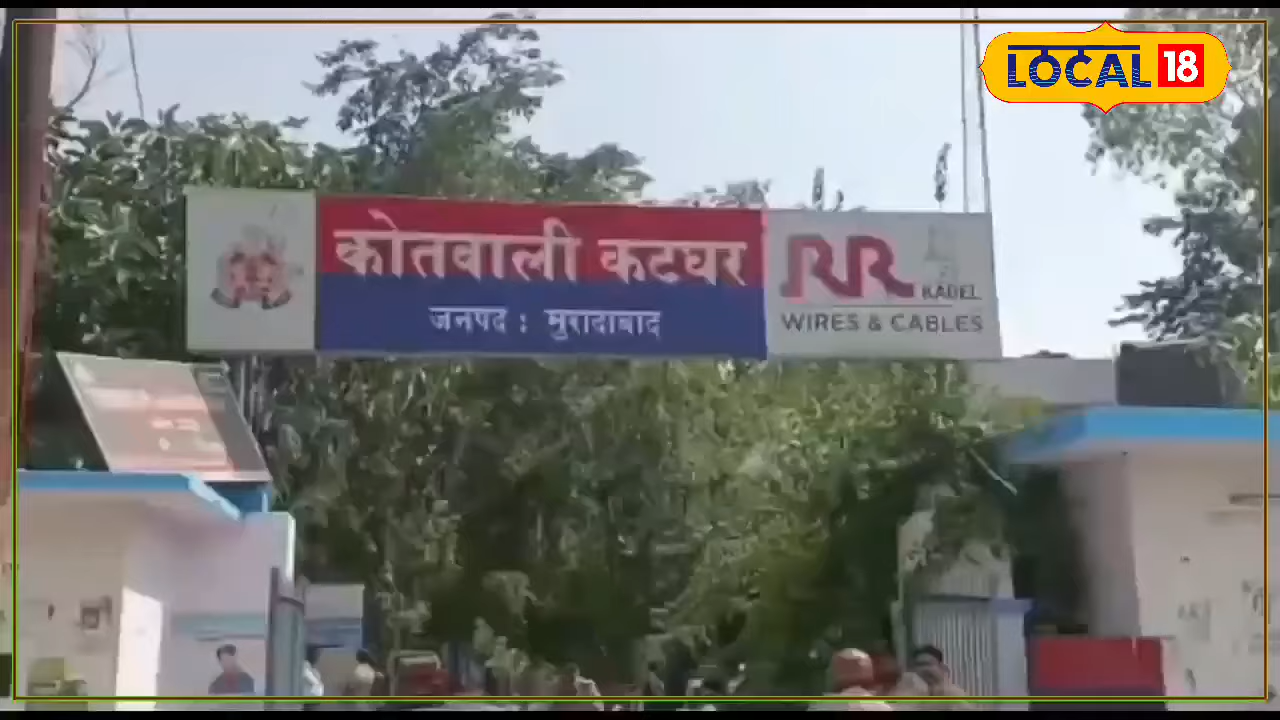 LOCAL 18
कोतवाली कटघर
जनपद : मुरादाबाद
RR
KABEL
WIRES & CABLES